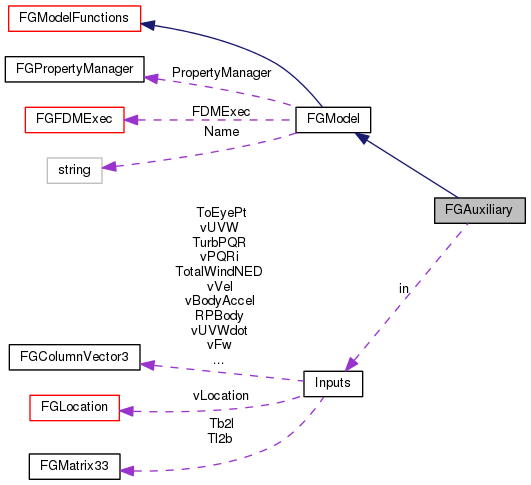 FGModelFunctions
FGPropertyManager
PropertyManager
FGFDMExec
FDMExec
FGModel
Name
string
FGAuxiliary
ToEyePt
vUVW
TurbPQR
vPQRi
TotalWindNED
vVel
vBodyAccel
RPBody
vUVWdot
vFw
...
in
FGColumnVector3
Inputs
vLocation
FGLocation
Tb2l
Tl2b
FGMatrix33